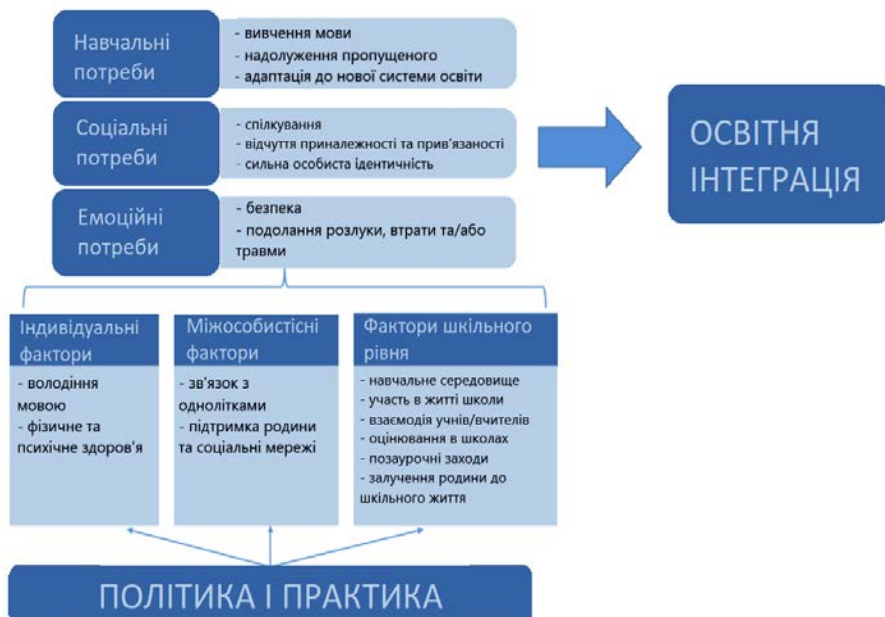 Навчальні
потреби
- вивчення мови
- надолуження пропущеного
- адаптація до нової системи освіти
Соціальні
потреби
- спілкування
- відчуття приналежності та прив'язаності
- сильна особиста ідентичність
Емоційні
потреби
- безпека
- подолання розлуки, втрати та/або
травми
ОСВІТНЯ
ІНТЕГРАЦІЯ
Індивідуальні
фактори
- володіння
мовою
- фізичне та
психічне здоров'я
Міжособистісні
фактори
- зв'язок з
однолітками
- підтримка родини
та соціальні мережі
Фактори шкільного
рівня
- навчальне середовище
- участь в житті школи
- взаємодія учнів/вчителів
- оцінювання в школах
- позаурочні заходи
- залучення родини до
шкільного життя
ПОЛІТИКА І ПРАКТИКА